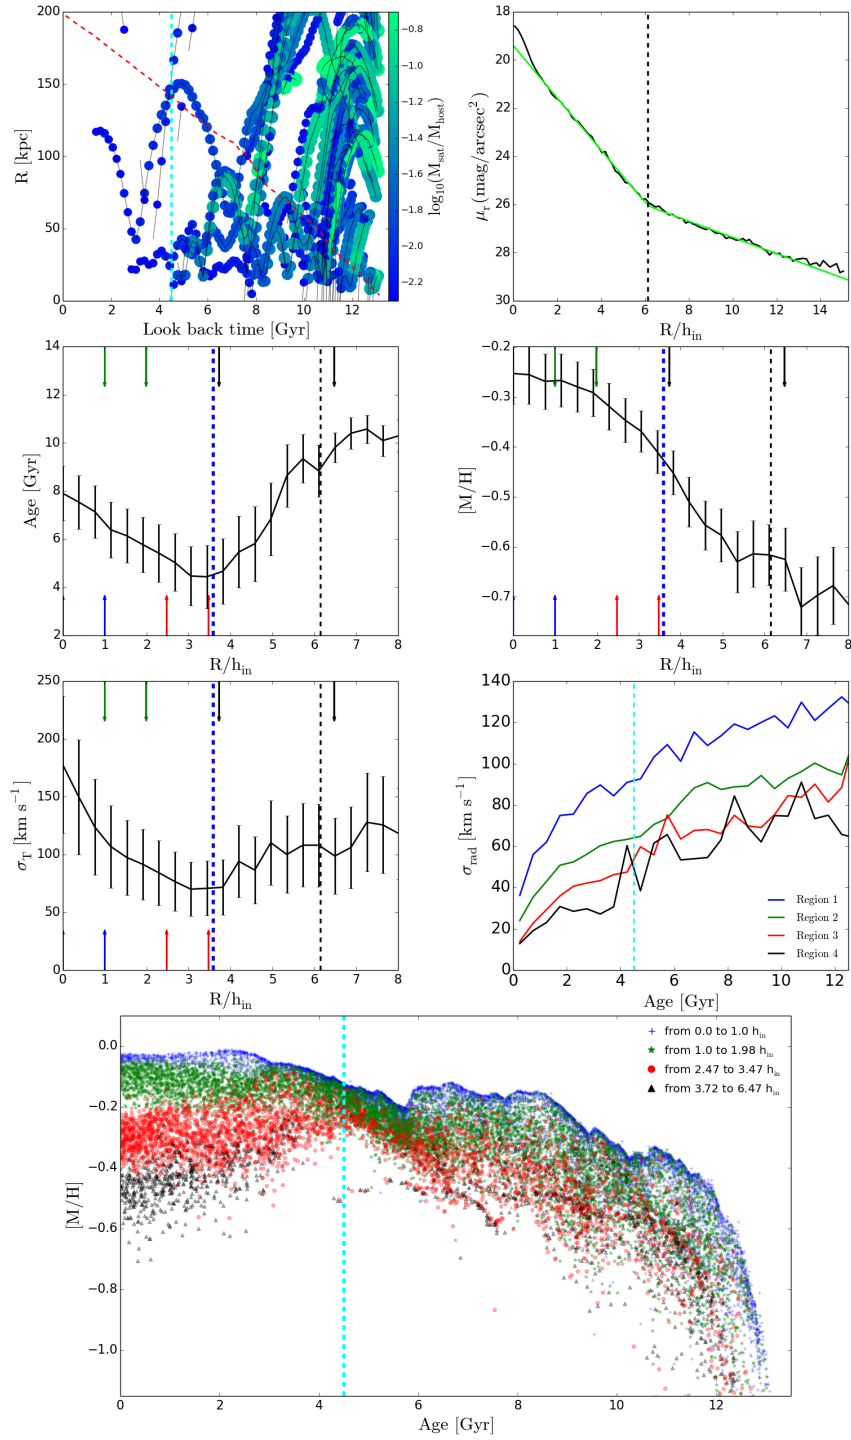 200
150
100
50
0
R [kpc]
0 2 4 6 8 10 12
Look back time [Gyr]
−0.8
−1.0
−1.2
−1.4
−1.6
−1.8
−2.0
−2.2
log10(Msat/Mhost)
18
20
22
24
26
28
30
μr(mag/arcsec2)
0 2 4 6 8 10 12 14
R/hin
14
12
10
8
6
4
2
Age [Gyr]
0 1 2 3 4 5 6 7 8
R/hin
−0.2
−0.3
−0.4
−0.5
−0.6
−0.7
[M/H]
0 1 2 3 4 5 6 7 8
R/hin
250
200
150
100
50
0
σT [km s−1]
0 1 2 3 4 5 6 7 8
R/hin
140
120
100
80
60
40
20
0
σrad [km s−1]
Region 1
Region 2
Region 3
Region 4
0 2 4 6 8 10 12
Age [Gyr]
0.0
−0.2
−0.4
−0.6
−0.8
−1.0
[M/H]
from 0.0 to 1.0 hin
from 1.0 to 1.98 hin
from 2.47 to 3.47 hin
from 3.72 to 6.47 hin
0 2 4 6 8 10 12
Age [Gyr]